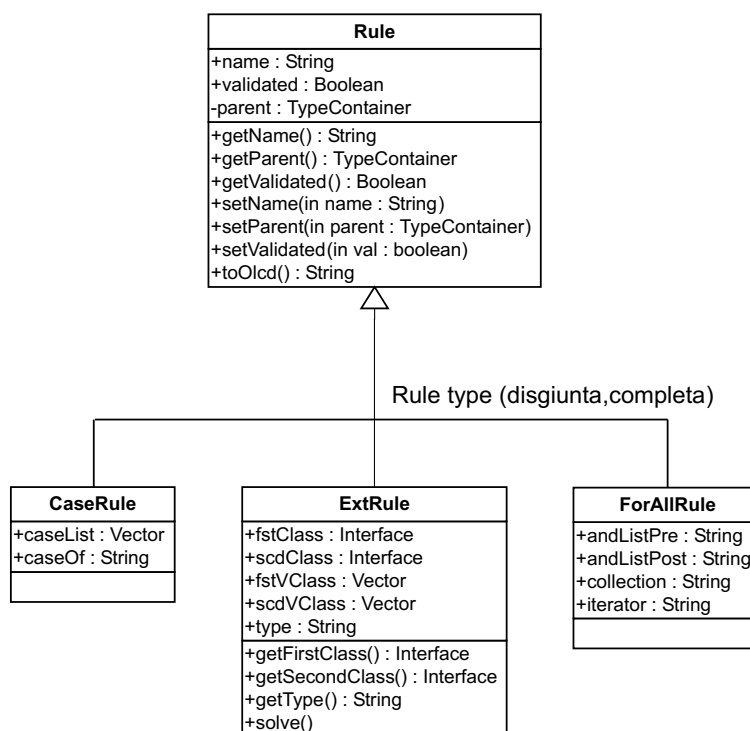 Rule
+name : String
+validated : Boolean
-parent : TypeContainer
+getName() : String
+getParent() : TypeContainer
+getValidated() : Boolean
+setName(in name : String)
+setParent(in parent : TypeContainer)
+setValidated(in val : boolean)
+toOlcd() : String
Rule type (disgiunta,completa)
CaseRule
+caseList : Vector
+caseOf : String
ExtRule
+fstClass : Interface
+scdClass : Interface
+fstVClass : Vector
+scdVClass : Vector
+type : String
+getFirstClass() : Interface
+getSecondClass() : Interface
+getType() : String
+solve()
ForAllRule
+andListPre : String
+andListPost : String
+collection : String
+iterator : String